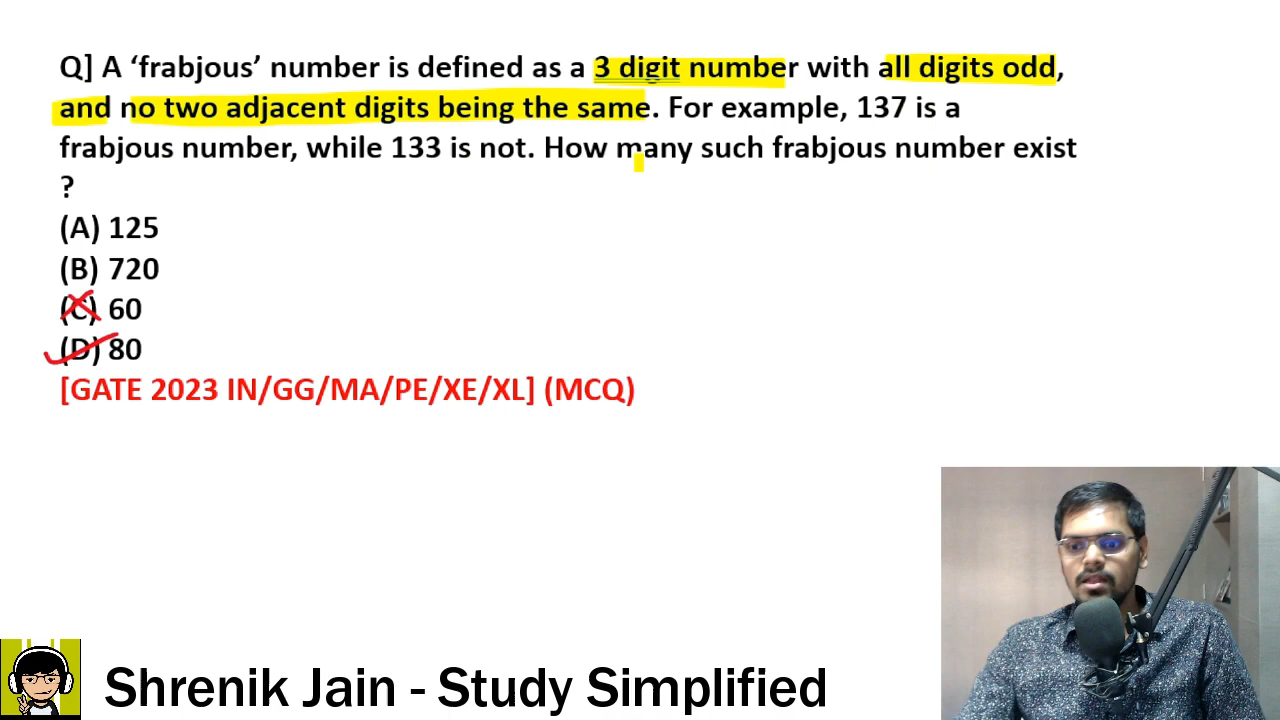 Q] A ‘frabjous’ number is defined as a 3 digit number with all digits odd,
and no two adjacent digits being the same. For example, 137 is a
frabjous number, while 133 is not. How many such frabjous number exist
?
(A) 125
(B) 720
(C) 60
(D) 80
[GATE 2023 IN/GG/MA/PE/XE/XL] (MCQ)
Shrenik Jain - Study Simplified